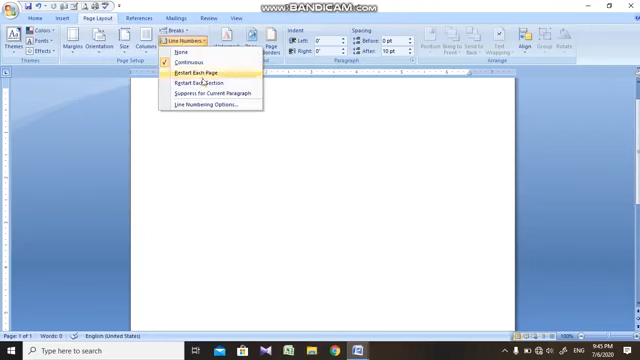 WWW.BANDICAM.COM
Home Insert Page Layout References Mailings Review View
Themes
Colors
Fonts
Effects
Themes
Margins
Orientation
Size
Columns
Breaks
Line Numbers
None
Continuous
Restart Each Page
Restart Each Section
Suppress for Current Paragraph
Line Numbering Options...
Page
Color
Page
Borders
Indent
Left: 0"
Right: 0"
Spacing
Before: 0 pt
After: 10 pt
Paragraph
Position
Bring to
Front
Send to
Back
Text
Wrapping
Align
Group
Rotate
Arrange
Page: 1 of 1 Words: 0 English (United States) 100%
Type here to search
ENG
9:45 PM
7/6/2020